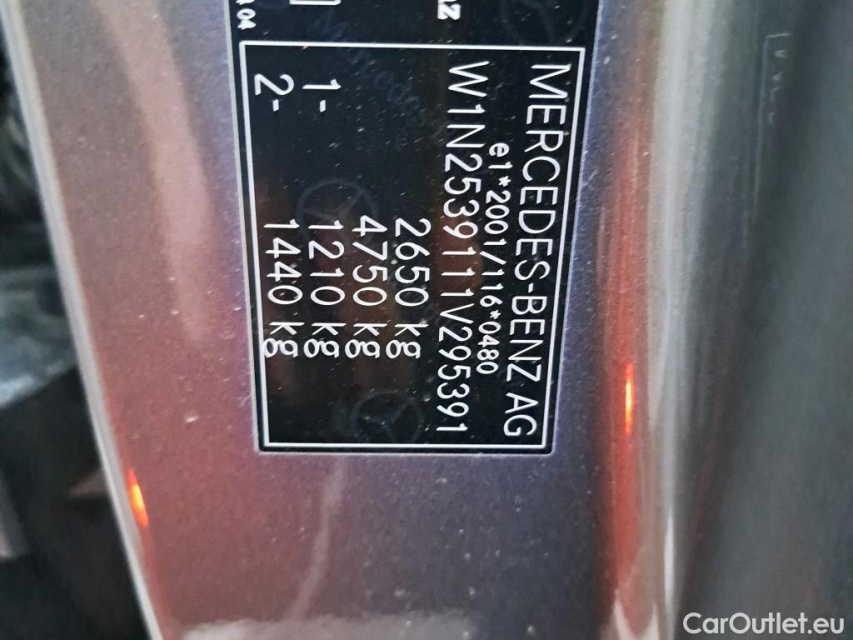 MERCEDES-BENZ AG
e1*2001/116*0480
W1N2539111V295391
2650 kg
4750 kg
1- 1210 kg
2- 1440 kg
04
CarOutlet.eu